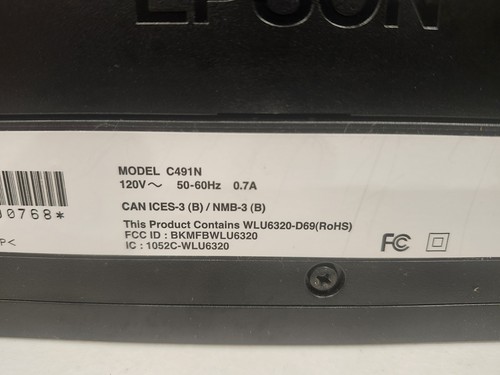 EPSON
MODEL C491N
120V～ 50-60Hz 0.7A
0768*
CAN ICES-3 (B) / NMB-3 (B)
This Product Contains WLU6320-D69(RoHS)
FCC ID : BKMFBWLU6320
IC : 1052C-WLU6320
P<
FC